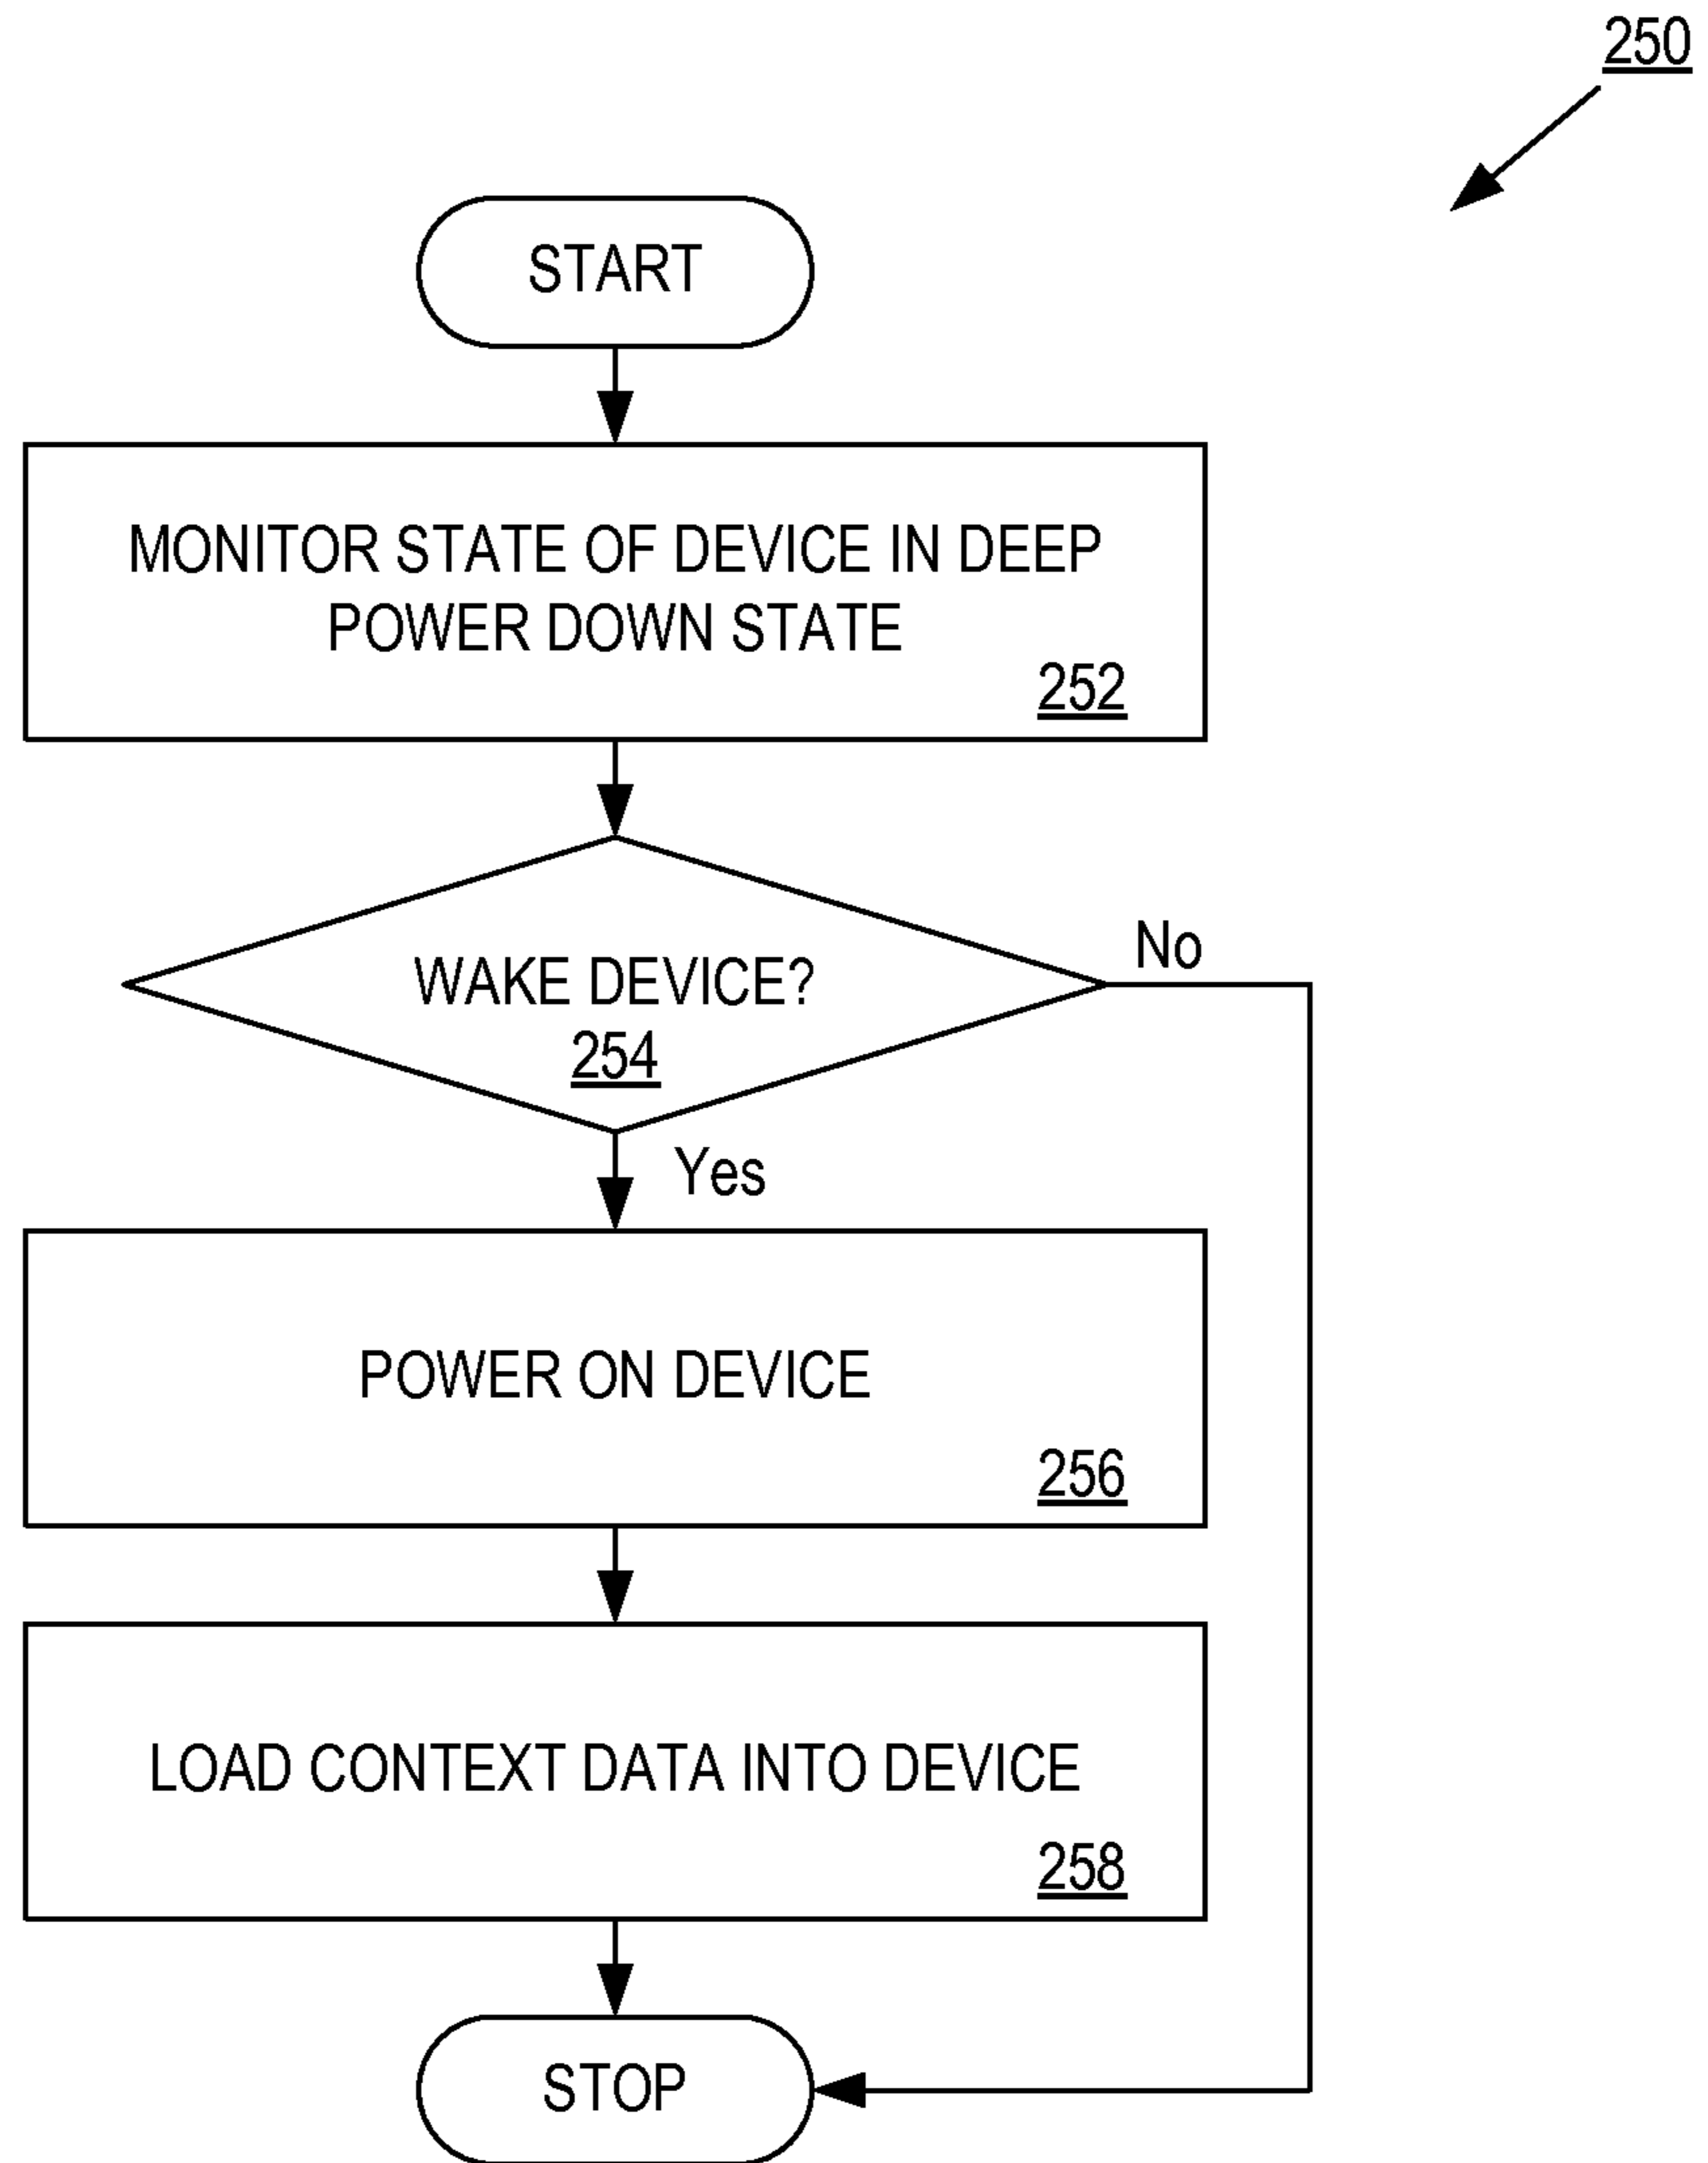 250
START
MONITOR STATE OF DEVICE IN DEEP
POWER DOWN STATE
252
WAKE DEVICE?
254
No
Yes
POWER ON DEVICE
256
LOAD CONTEXT DATA INTO DEVICE
258
STOP